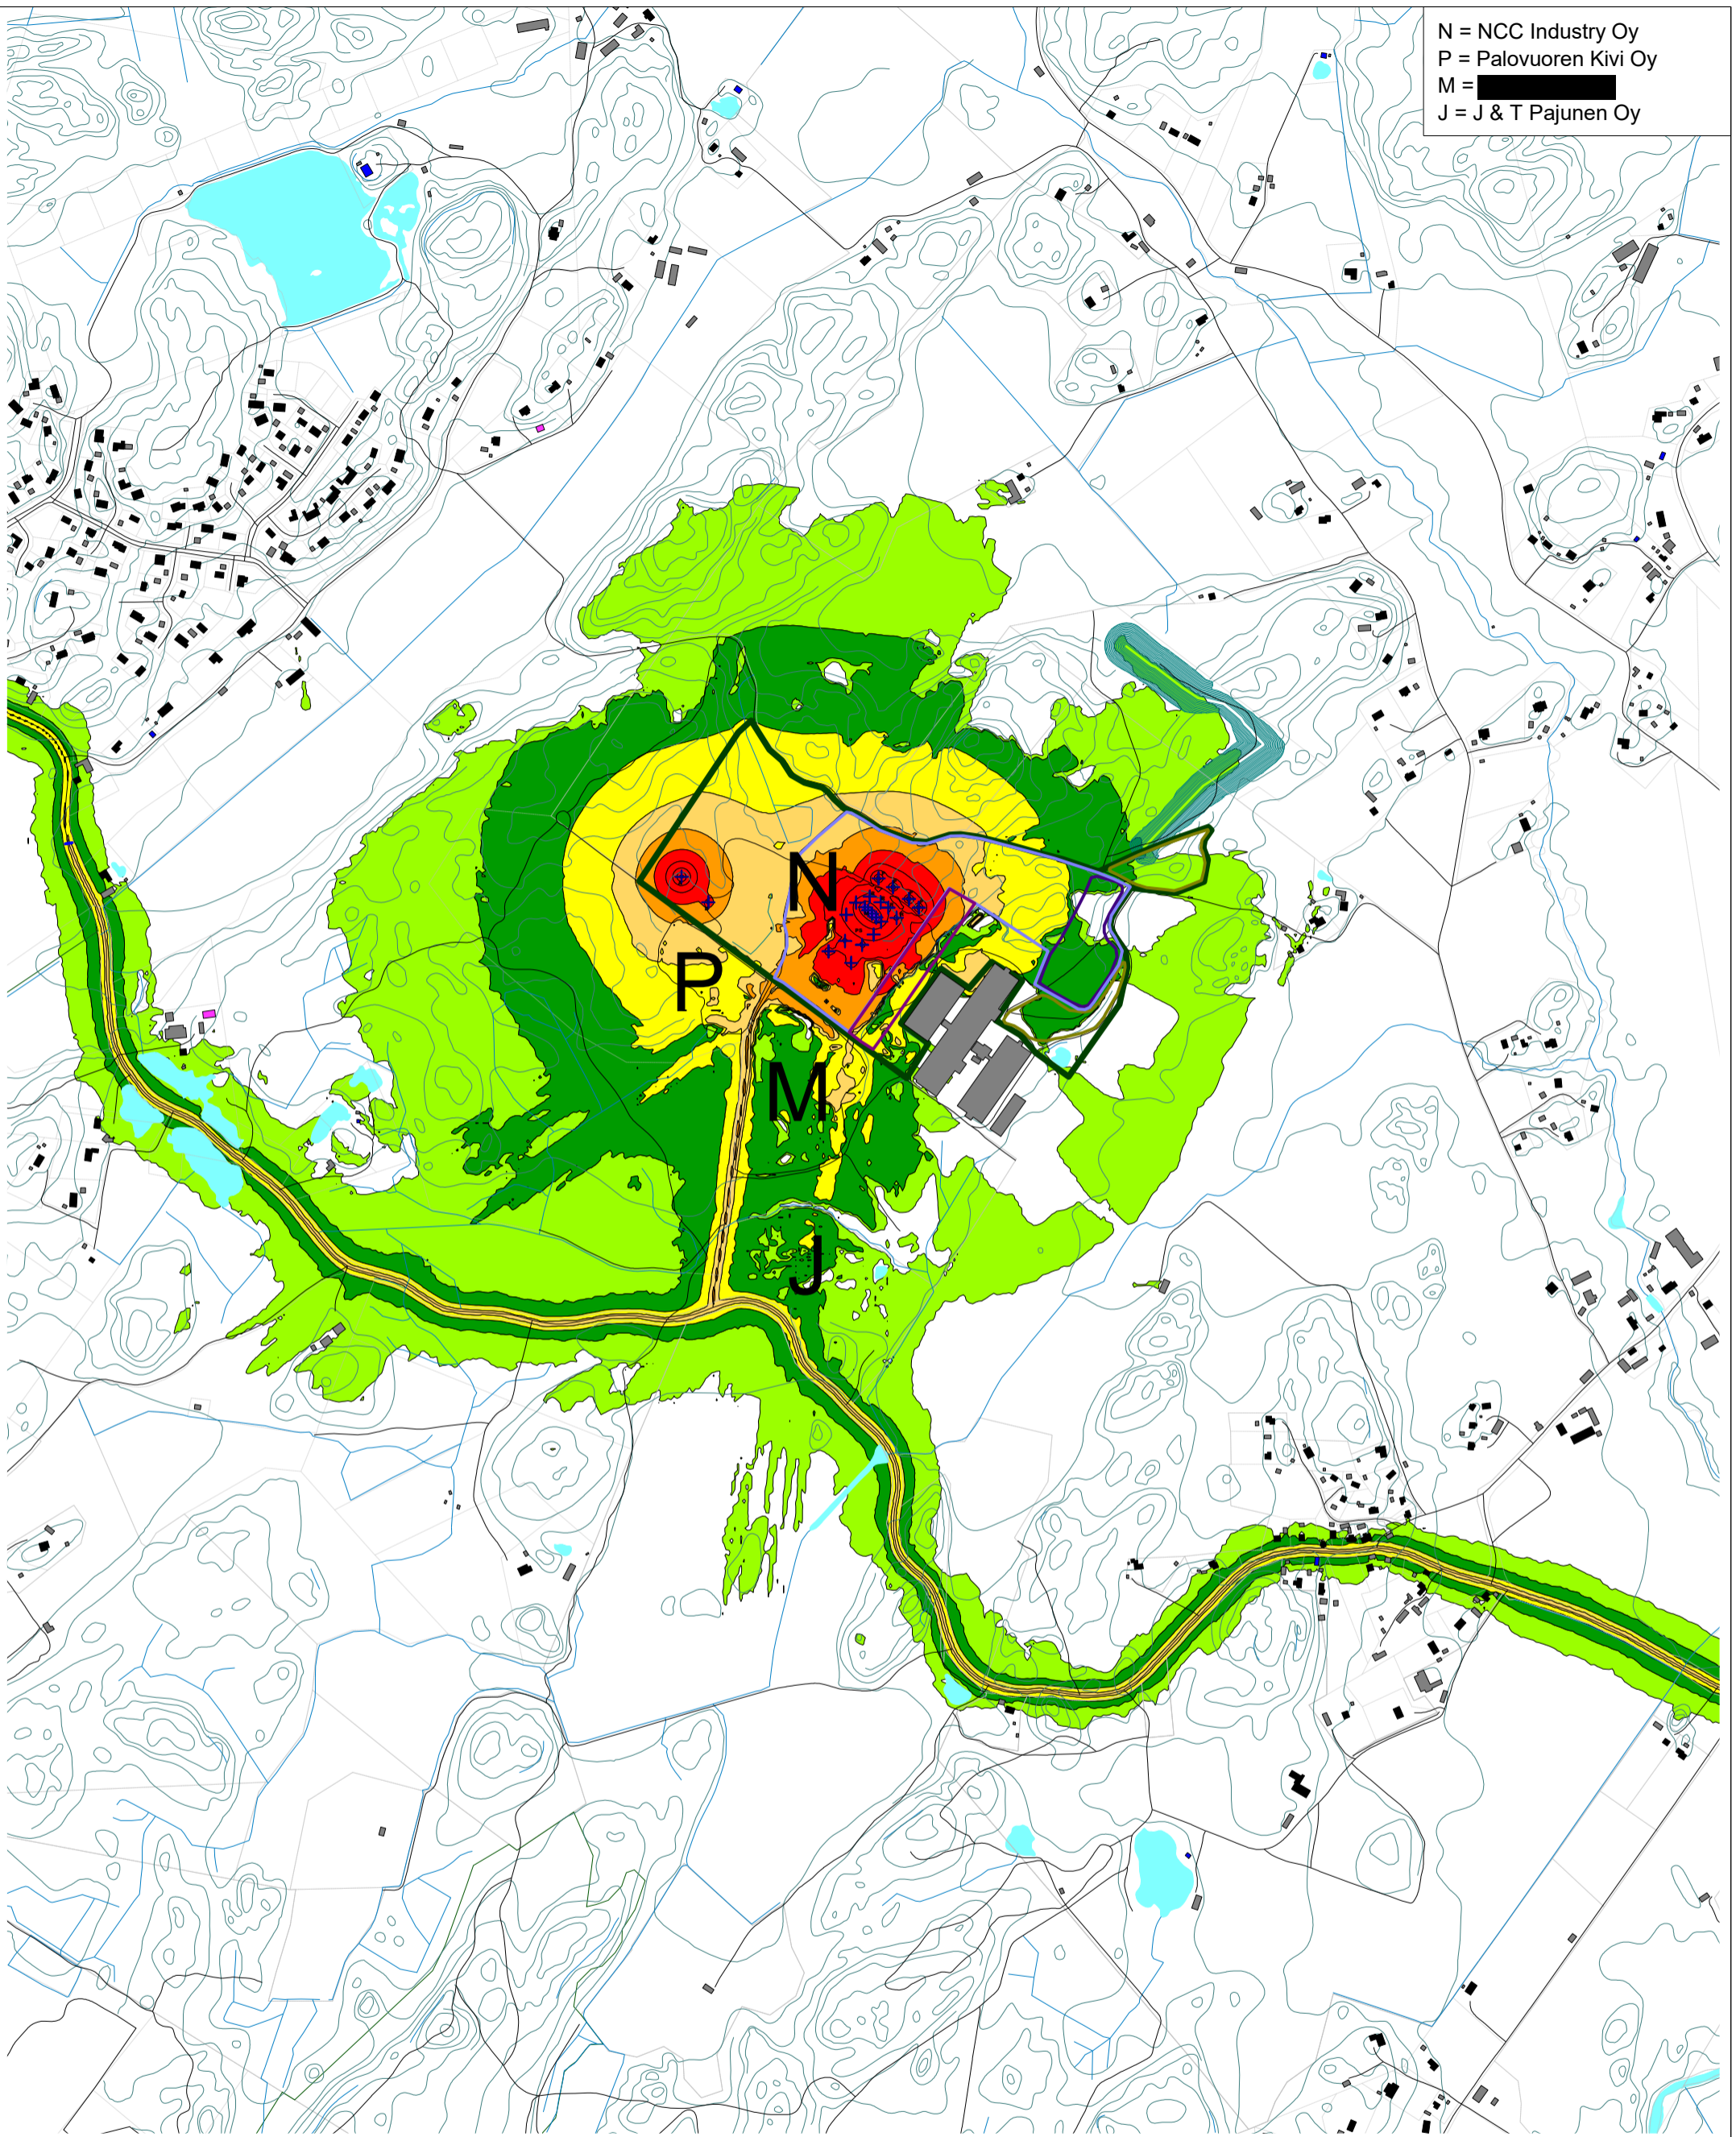 N = NCC Industry Oy
P = Palovuoren Kivi Oy
M =
J = J & T Pajunen Oy
N
P
M
J